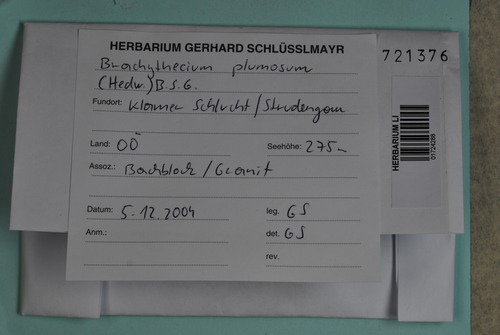 HERBARIUM GERHARD SCHLÜSSLMAYR
721376
Brachythecium plumosum
(Hedw.) B.S.G.
Fundort: Klamer Schlucht / Strudengau
Land: OÖ Seehöhe: 275m
Assoz.: Bachblock / Granit
Datum: 5.12.2004 leg. GS
Anm.: det. GS
rev.
HERBARIUM LI